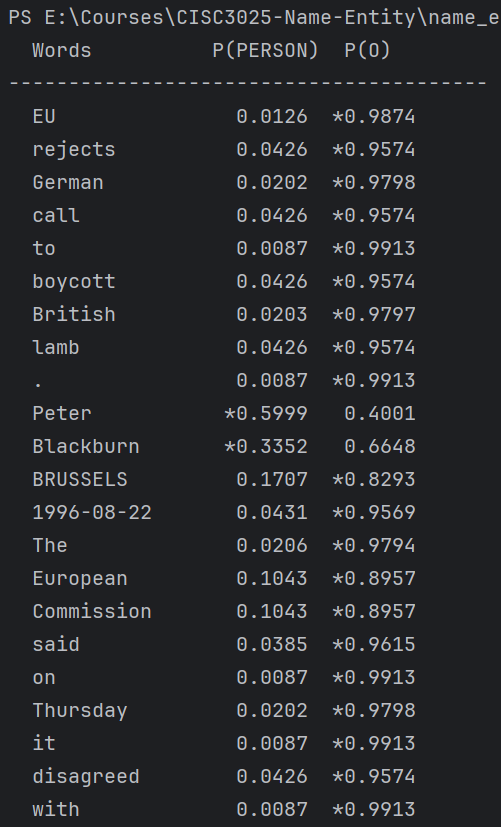 PS E:\Courses\CISC3025-Name-Entity\name_e
Words P(PERSON) P(O)
----------------------------------------
EU 0.0126 *0.9874
rejects 0.0426 *0.9574
German 0.0202 *0.9798
call 0.0426 *0.9574
to 0.0087 *0.9913
boycott 0.0426 *0.9574
British 0.0203 *0.9797
lamb 0.0426 *0.9574
. 0.0087 *0.9913
Peter *0.5999 0.4001
Blackburn *0.3352 0.6648
BRUSSELS 0.1707 *0.8293
1996-08-22 0.0431 *0.9569
The 0.0206 *0.9794
European 0.1043 *0.8957
Commission 0.1043 *0.8957
said 0.0385 *0.9615
on 0.0087 *0.9913
Thursday 0.0202 *0.9798
it 0.0087 *0.9913
disagreed 0.0426 *0.9574
with 0.0087 *0.9913